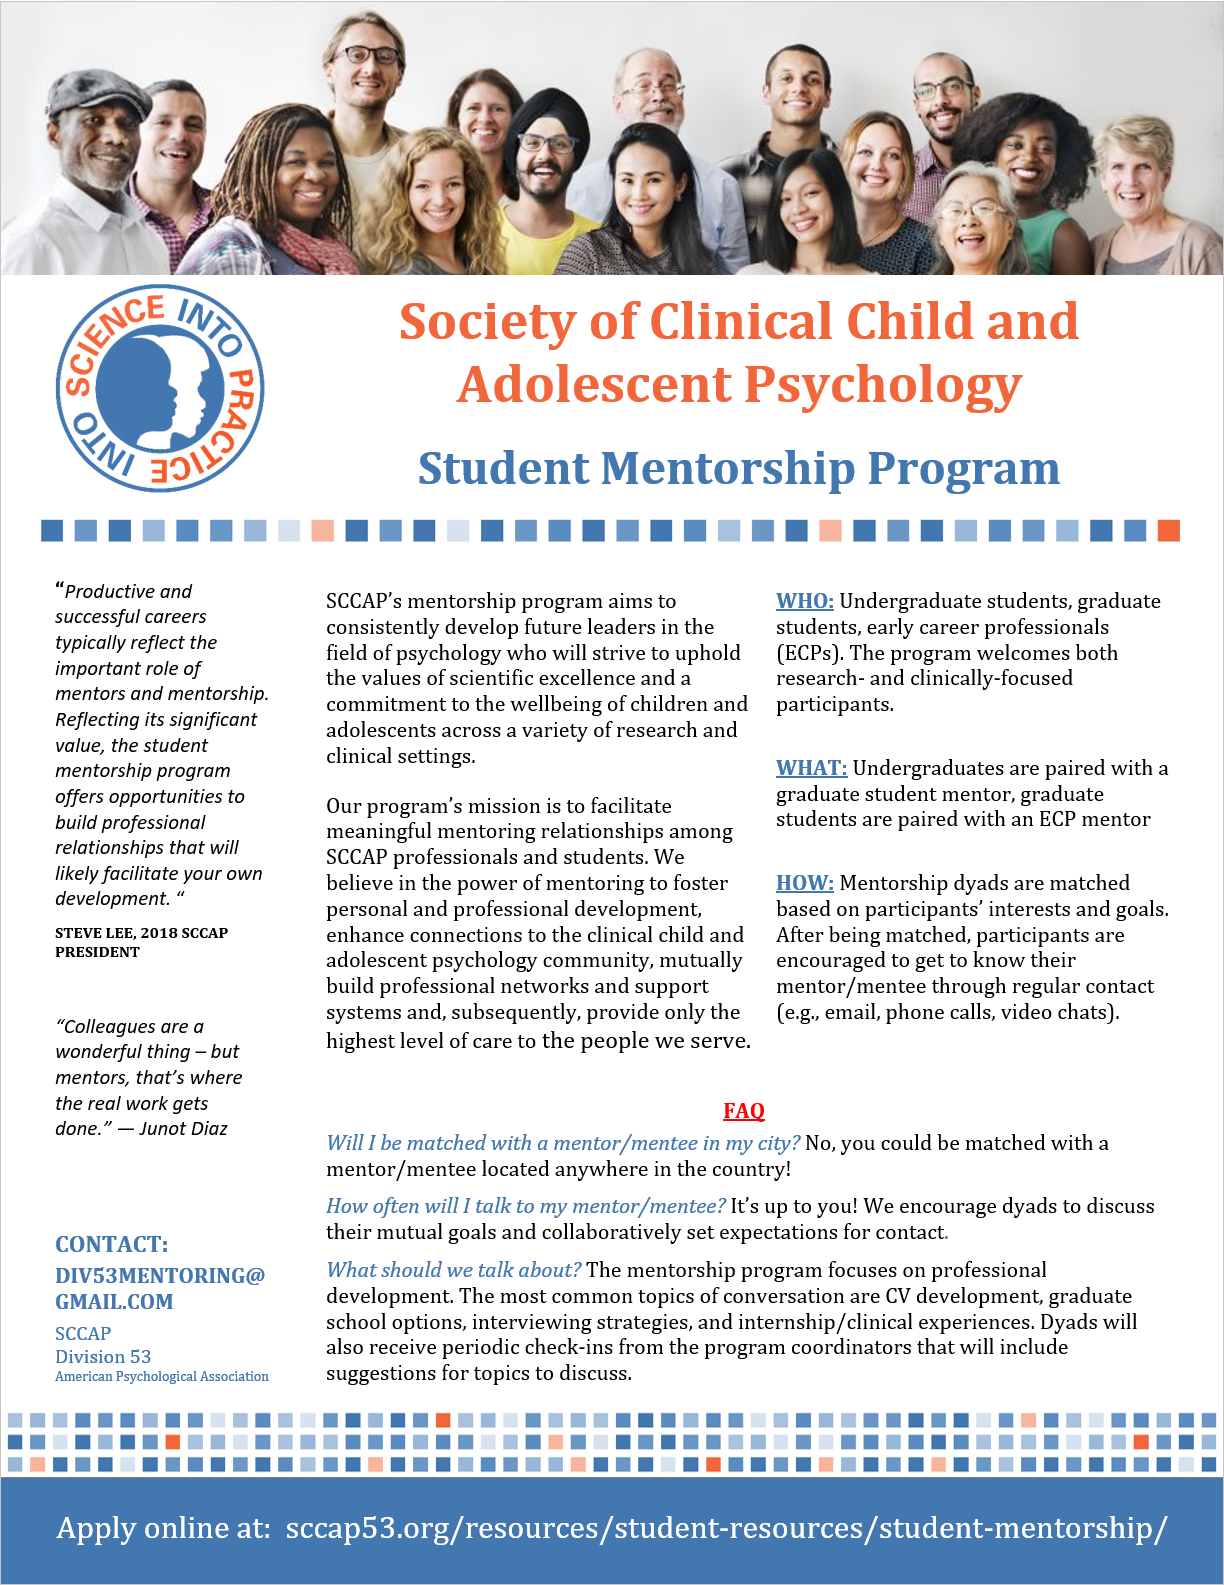 SCIENCE INTO PRACTICE INTO
Society of Clinical Child and
Adolescent Psychology
Student Mentorship Program
“Productive and
successful careers
typically reflect the
important role of
mentors and mentorship.
Reflecting its significant
value, the student
mentorship program
offers opportunities to
build professional
relationships that will
likely facilitate your own
development. “
STEVE LEE, 2018 SCCAP
PRESIDENT
“Colleagues are a
wonderful thing – but
mentors, that’s where
the real work gets
done.” — Junot Diaz
CONTACT:
DIV53MENTORING@
GMAIL.COM
SCCAP
Division 53
American Psychological Association
SCCAP’s mentorship program aims to
consistently develop future leaders in the
field of psychology who will strive to uphold
the values of scientific excellence and a
commitment to the wellbeing of children and
adolescents across a variety of research and
clinical settings.
Our program’s mission is to facilitate
meaningful mentoring relationships among
SCCAP professionals and students. We
believe in the power of mentoring to foster
personal and professional development,
enhance connections to the clinical child and
adolescent psychology community, mutually
build professional networks and support
systems and, subsequently, provide only the
highest level of care to the people we serve.
WHO: Undergraduate students, graduate
students, early career professionals
(ECPs). The program welcomes both
research- and clinically-focused
participants.
WHAT: Undergraduates are paired with a
graduate student mentor, graduate
students are paired with an ECP mentor
HOW: Mentorship dyads are matched
based on participants’ interests and goals.
After being matched, participants are
encouraged to get to know their
mentor/mentee through regular contact
(e.g., email, phone calls, video chats).
FAQ
Will I be matched with a mentor/mentee in my city? No, you could be matched with a
mentor/mentee located anywhere in the country!
How often will I talk to my mentor/mentee? It’s up to you! We encourage dyads to discuss
their mutual goals and collaboratively set expectations for contact.
What should we talk about? The mentorship program focuses on professional
development. The most common topics of conversation are CV development, graduate
school options, interviewing strategies, and internship/clinical experiences. Dyads will
also receive periodic check-ins from the program coordinators that will include
suggestions for topics to discuss.
Apply online at:  sccap53.org/resources/student-resources/student-mentorship/